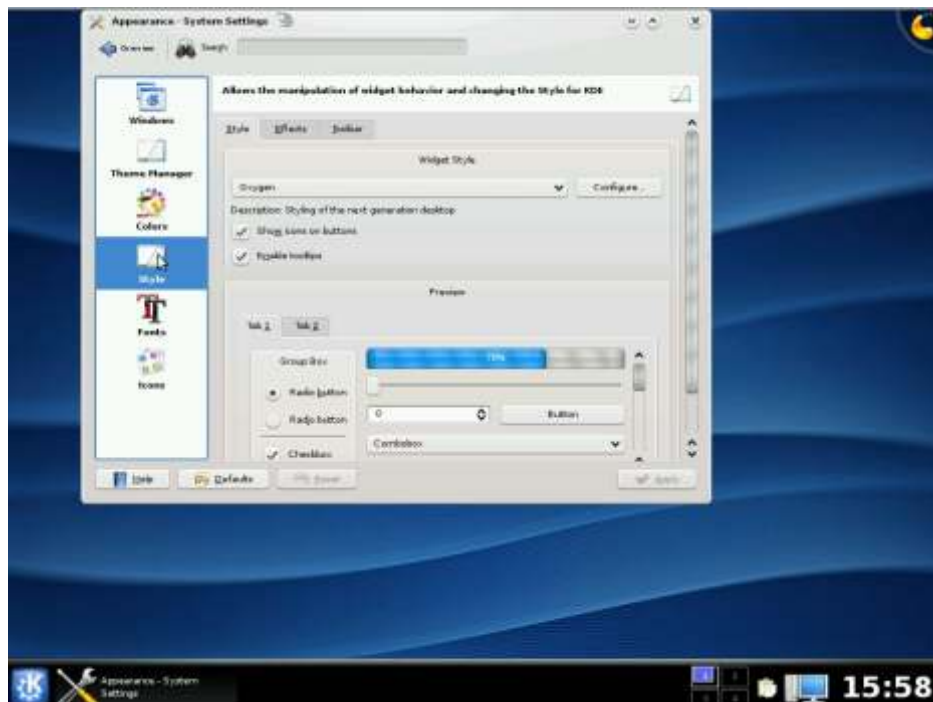 Appearance - System Settings
Overview
Search:
Allows the manipulation of widget behavior and changing the Style for KDE
Windows
Theme Manager
Colors
Style
Fonts
Icons
Style Effects Toolbar
Widget Style
Oxygen
Configure...
Description: Styling of the next generation desktop
Show icons on buttons
Enable tooltips
Preview
Tab 1 Tab 2
Group Box
Radio button
Radio button
Checkbox
0
Button
Combobox
Help Defaults Reset Apply
Appearance - System
Settings
15:58